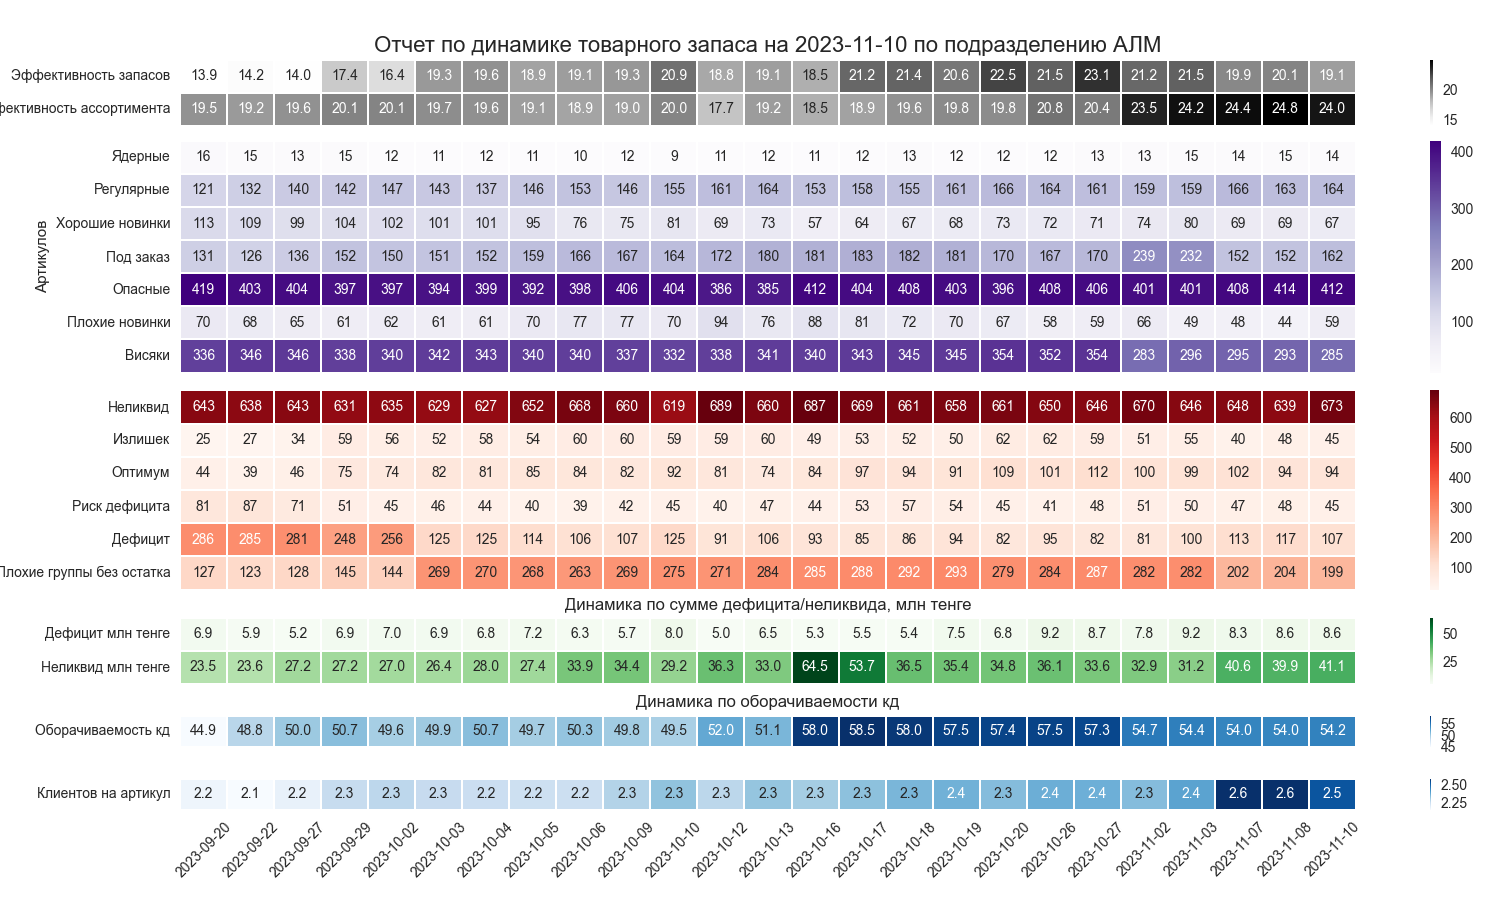 Отчет по динамике товарного запаса на 2023-11-10 по подразделению АЛМ
Эффективность запасов 13.9 14.2 14.0 17.4 16.4 19.3 19.6 18.9 19.1 19.3 20.9 18.8 19.1 18.5 21.2 21.4 20.6 22.5 21.5 23.1 21.2 21.5 19.9 20.1 19.1
фективность ассортимента 19.5 19.2 19.6 20.1 20.1 19.7 19.6 19.1 18.9 19.0 20.0 17.7 19.2 18.5 18.9 19.6 19.8 19.8 20.8 20.4 23.5 24.2 24.4 24.8 24.0
20
15
Артикулов
Ядерные 16 15 13 15 12 11 12 11 10 12 9 11 12 11 12 13 12 12 12 13 13 15 14 15 14
Регулярные 121 132 140 142 147 143 137 146 153 146 155 161 164 153 158 155 161 166 164 161 159 159 166 163 164
Хорошие новинки 113 109 99 104 102 101 101 95 76 75 81 69 73 57 64 67 68 73 72 71 74 80 69 69 67
Под заказ 131 126 136 152 150 151 152 159 166 167 164 172 180 181 183 182 181 170 167 170 239 232 152 152 162
Опасные 419 403 404 397 397 394 399 392 398 406 404 386 385 412 404 408 403 396 408 406 401 401 408 414 412
Плохие новинки 70 68 65 61 62 61 61 70 77 77 70 94 76 88 81 72 70 67 58 59 66 49 48 44 59
Висяки 336 346 346 338 340 342 343 340 340 337 332 338 341 340 343 345 345 354 352 354 283 296 295 293 285
400
300
200
100
Неликвид 643 638 643 631 635 629 627 652 668 660 619 689 660 687 669 661 658 661 650 646 670 646 648 639 673
Излишек 25 27 34 59 56 52 58 54 60 60 59 59 60 49 53 52 50 62 62 59 51 55 40 48 45
Оптимум 44 39 46 75 74 82 81 85 84 82 92 81 74 84 97 94 91 109 101 112 100 99 102 94 94
Риск дефицита 81 87 71 51 45 46 44 40 39 42 45 40 47 44 53 57 54 45 41 48 51 50 47 48 45
Дефицит 286 285 281 248 256 125 125 114 106 107 125 91 106 93 85 86 94 82 95 82 81 100 113 117 107
Плохие группы без остатка 127 123 128 145 144 269 270 268 263 269 275 271 284 285 288 292 293 279 284 287 282 282 202 204 199
600
500
400
300
200
100
Динамика по сумме дефицита/неликвида, млн тенге
Дефицит млн тенге 6.9 5.9 5.2 6.9 7.0 6.9 6.8 7.2 6.3 5.7 8.0 5.0 6.5 5.3 5.5 5.4 7.5 6.8 9.2 8.7 7.8 9.2 8.3 8.6 8.6
Неликвид млн тенге 23.5 23.6 27.2 27.2 27.0 26.4 28.0 27.4 33.9 34.4 29.2 36.3 33.0 64.5 53.7 36.5 35.4 34.8 36.1 33.6 32.9 31.2 40.6 39.9 41.1
50
25
Динамика по оборачиваемости кд
Оборачиваемость кд 44.9 48.8 50.0 50.7 49.6 49.9 50.7 49.7 50.3 49.8 49.5 52.0 51.1 58.0 58.5 58.0 57.5 57.4 57.5 57.3 54.7 54.4 54.0 54.0 54.2
55
50
45
Клиентов на артикул 2.2 2.1 2.2 2.3 2.3 2.3 2.2 2.2 2.2 2.3 2.3 2.3 2.3 2.3 2.3 2.3 2.4 2.3 2.4 2.4 2.3 2.4 2.6 2.6 2.5
2.50
2.25
2023-09-20 2023-09-22 2023-09-27 2023-09-29 2023-10-02 2023-10-03 2023-10-04 2023-10-05 2023-10-06 2023-10-09 2023-10-10 2023-10-12 2023-10-13 2023-10-16 2023-10-17 2023-10-18 2023-10-19 2023-10-20 2023-10-26 2023-10-27 2023-11-02 2023-11-03 2023-11-07 2023-11-08 2023-11-10